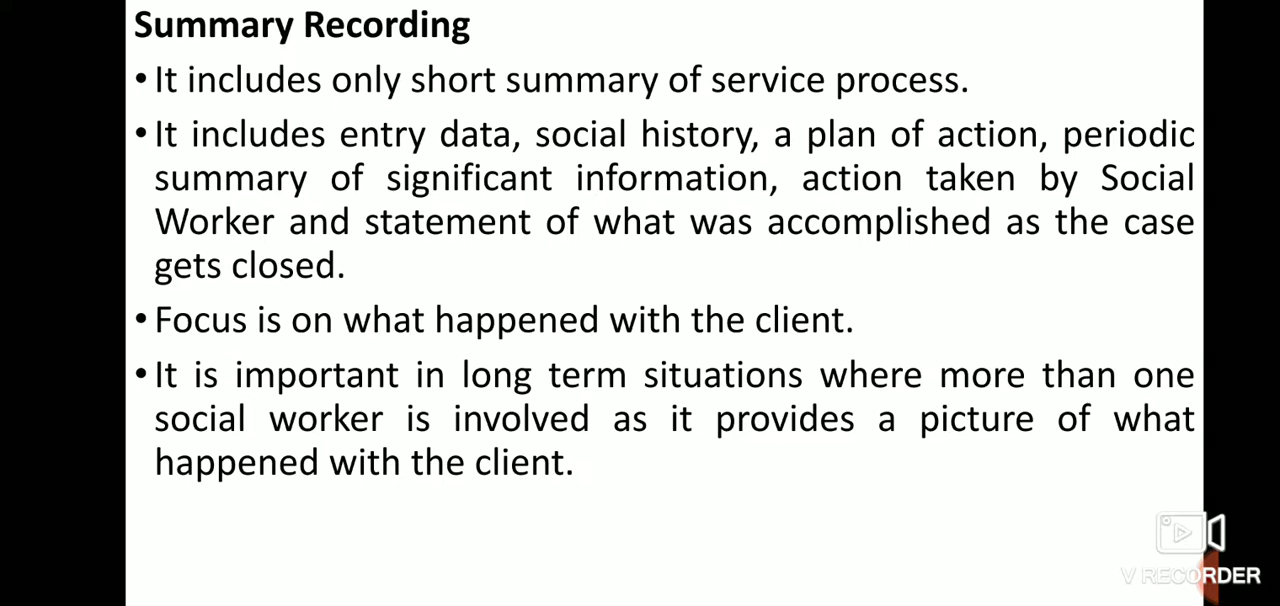 Summary Recording
• It includes only short summary of service process.
• It includes entry data, social history, a plan of action, periodic
summary of significant information, action taken by Social
Worker and statement of what was accomplished as the case
gets closed.
• Focus is on what happened with the client.
• It is important in long term situations where more than one
social worker is involved as it provides a picture of what
happened with the client.
V RECORDER